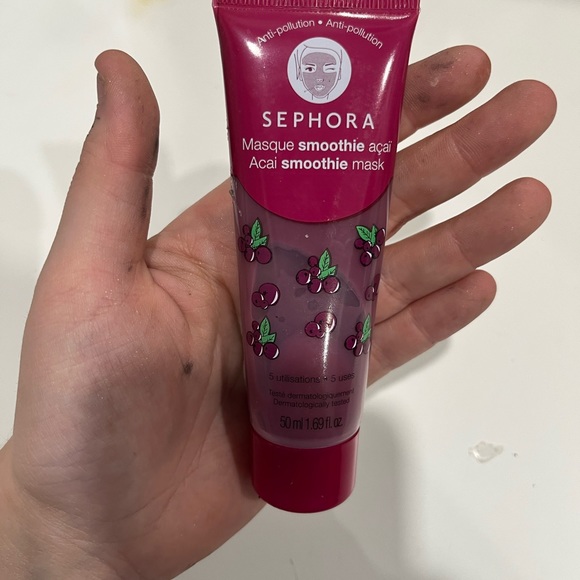 Anti-pollution • Anti-pollution
SEPHORA
Masque smoothie açaï
Acai smoothie mask
5 utilisations • 5 uses
Testé dermatologiquement
Dermatologically tested
50 ml 1.69 fl. oz.